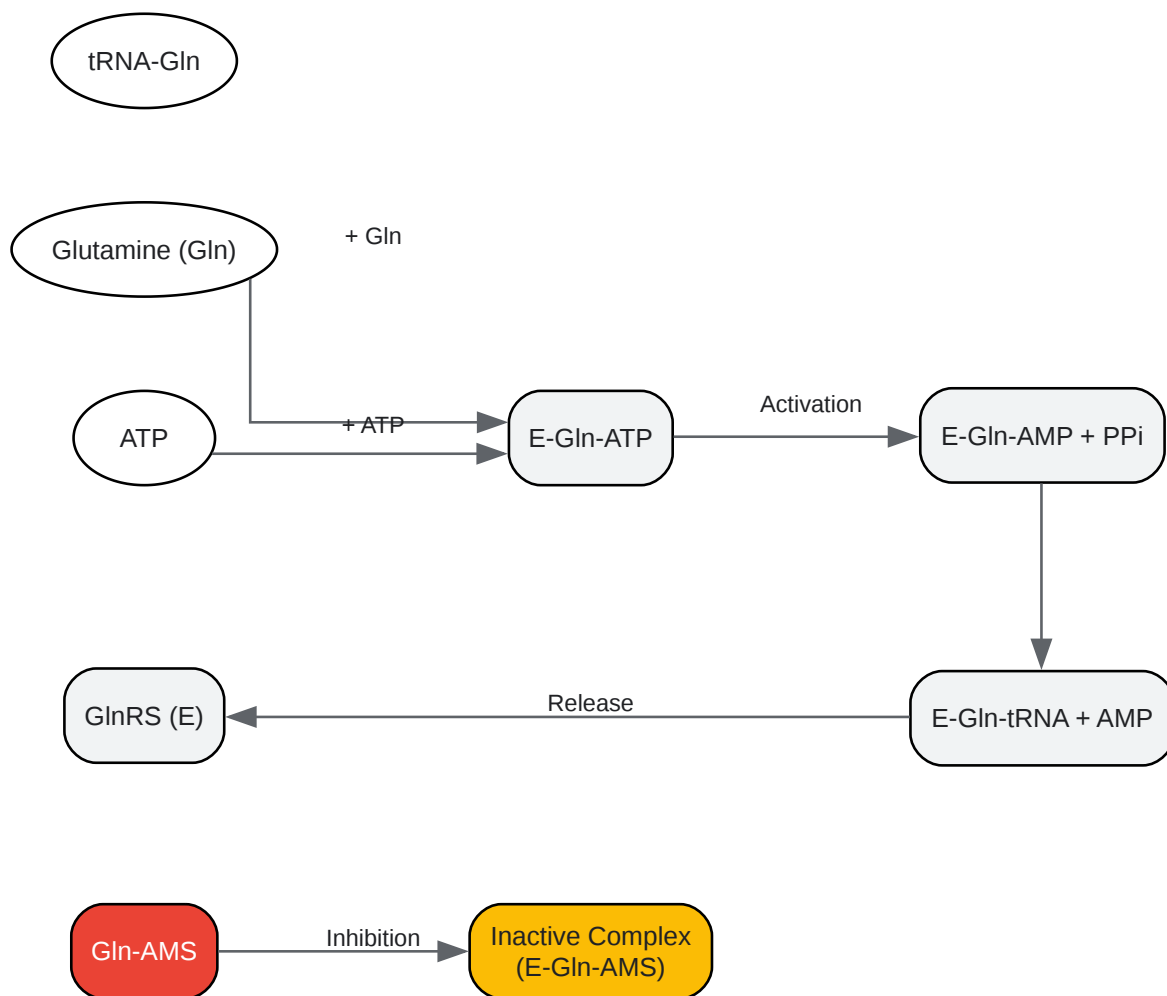 tRNA-Gln
Glutamine (Gln)
+ Gln
ATP
+ ATP
E-Gln-ATP
Activation
E-Gln-AMP + PPi
GlnRS (E)
Release
E-Gln-tRNA + AMP
Gln-AMS
Inhibition
Inactive Complex
(E-Gln-AMS)